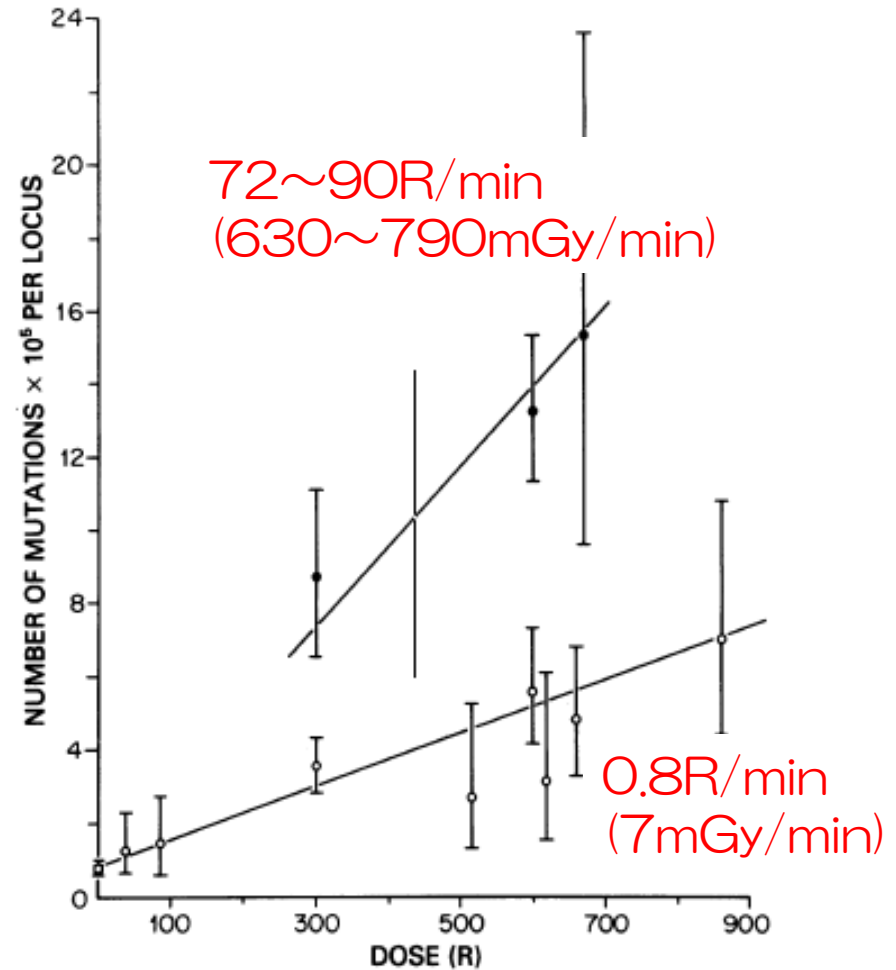 24
20
16
12
8
4
0
NUMBER OF MUTATIONS × 10⁵ PER LOCUS
72～90R/min
(630～790mGy/min)
0.8R/min
(7mGy/min)
100 300 500 700 900
DOSE (R)